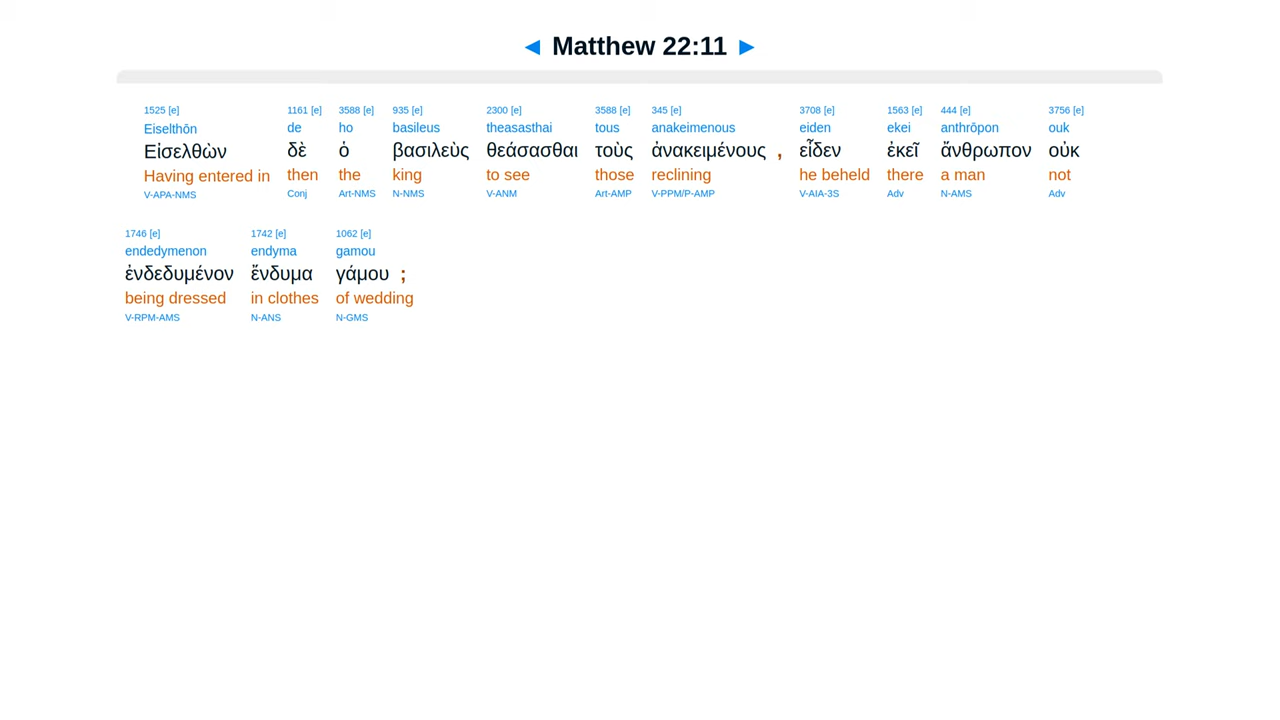 ◄ Matthew 22:11 ►
1525 [e] 1161 [e] 3588 [e] 935 [e] 2300 [e] 3588 [e] 345 [e] 3708 [e] 1563 [e] 444 [e] 3756 [e]
Eiselthōn de ho basileus theasasthai tous anakeimenous eiden ekei anthrōpon ouk
Εἰσελθὼν δὲ ὁ βασιλεὺς θεάσασθαι τοὺς ἀνακειμένους , εἶδεν ἐκεῖ ἄνθρωπον οὐκ
Having entered in then the king to see those reclining he beheld there a man not
V-APA-NMS Conj Art-NMS N-NMS V-ANM Art-AMP V-PPM/P-AMP V-AIA-3S Adv N-AMS Adv
1746 [e] 1742 [e] 1062 [e]
endedymenon endyma gamou
ἐνδεδυμένον ἔνδυμα γάμου ;
being dressed in clothes of wedding
V-RPM-AMS N-ANS N-GMS